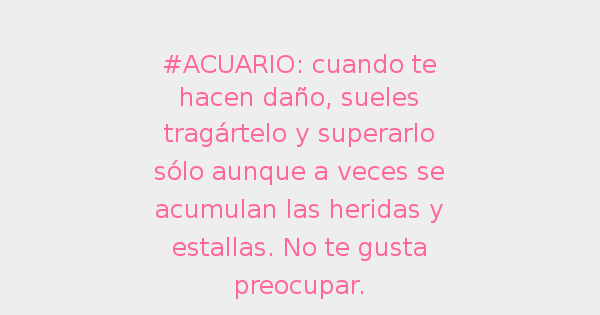 #ACUARIO: cuando te
hacen daño, sueles
tragártelo y superarlo
sólo aunque a veces se
acumulan las heridas y
estallas. No te gusta
preocupar.